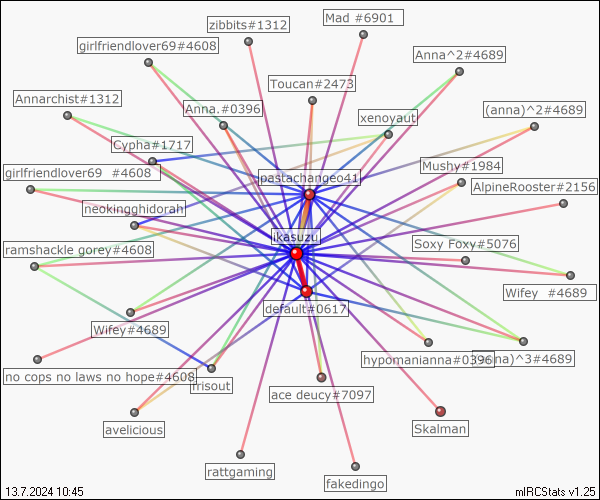 Mad #6901
zibbits#1312
girlfriendlover69#4608
Anna^2#4689
Toucan#2473
Annarchist#1312
Anna.#0396
(anna)^2#4689
xenoyaut
Cypha#1717
Mushy#1984
girlfriendlover69 #4608
pastachangeo41
AlpineRooster#2156
neokingghidorah
ikasuzu
ramshackle gorey#4608
Soxy Foxy#5076
Wifey #4689
default#0617
Wifey#4689
hypomanianna#0396
na)^3#4689
no cops no laws no hope#4608
frisout
ace deucy#7097
avelicious
Skalman
rattgaming
fakedingo
13.7.2024 10:45
mIRCStats v1.25